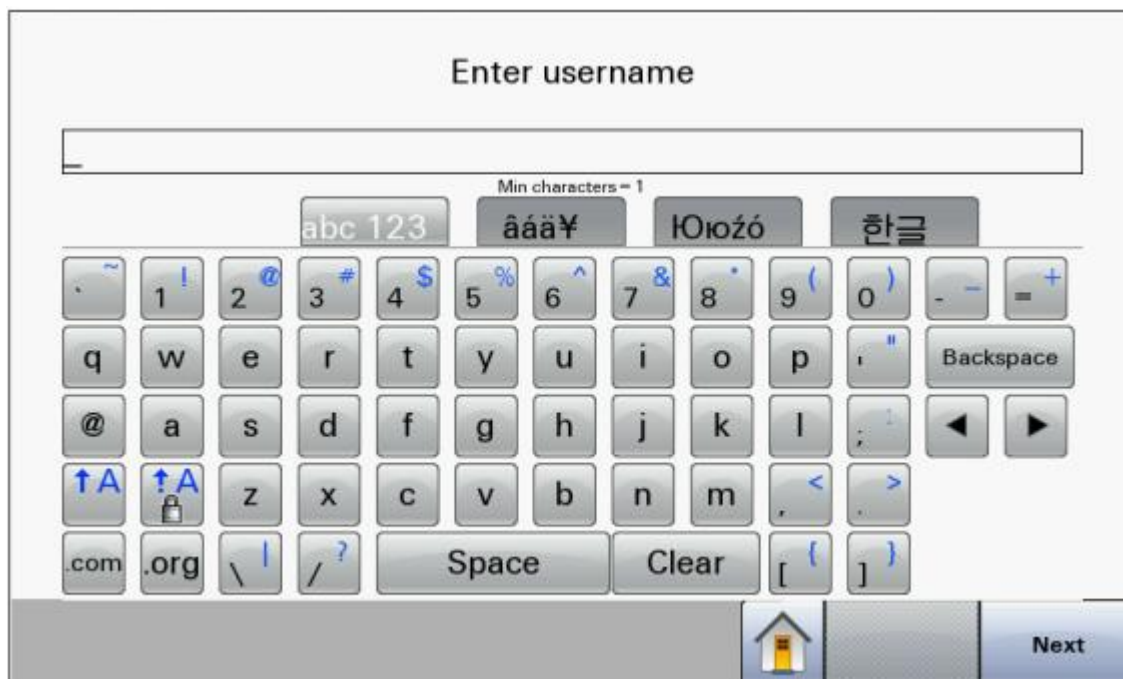 Enter username
_
Min characters = 1
abc 123 âáä¥ Ююźó 한글
` ~ 1 ! 2 @ 3 # 4 $ 5 % 6 ^ 7 & 8 * 9 ( 0 ) - _ = +
q w e r t y u i o p ' " Backspace
@ a s d f g h j k l ; : ◀ ▶
↑A ↑A z x c v b n m , < . >
.com .org \ | / ? Space Clear [ { ] }
Next